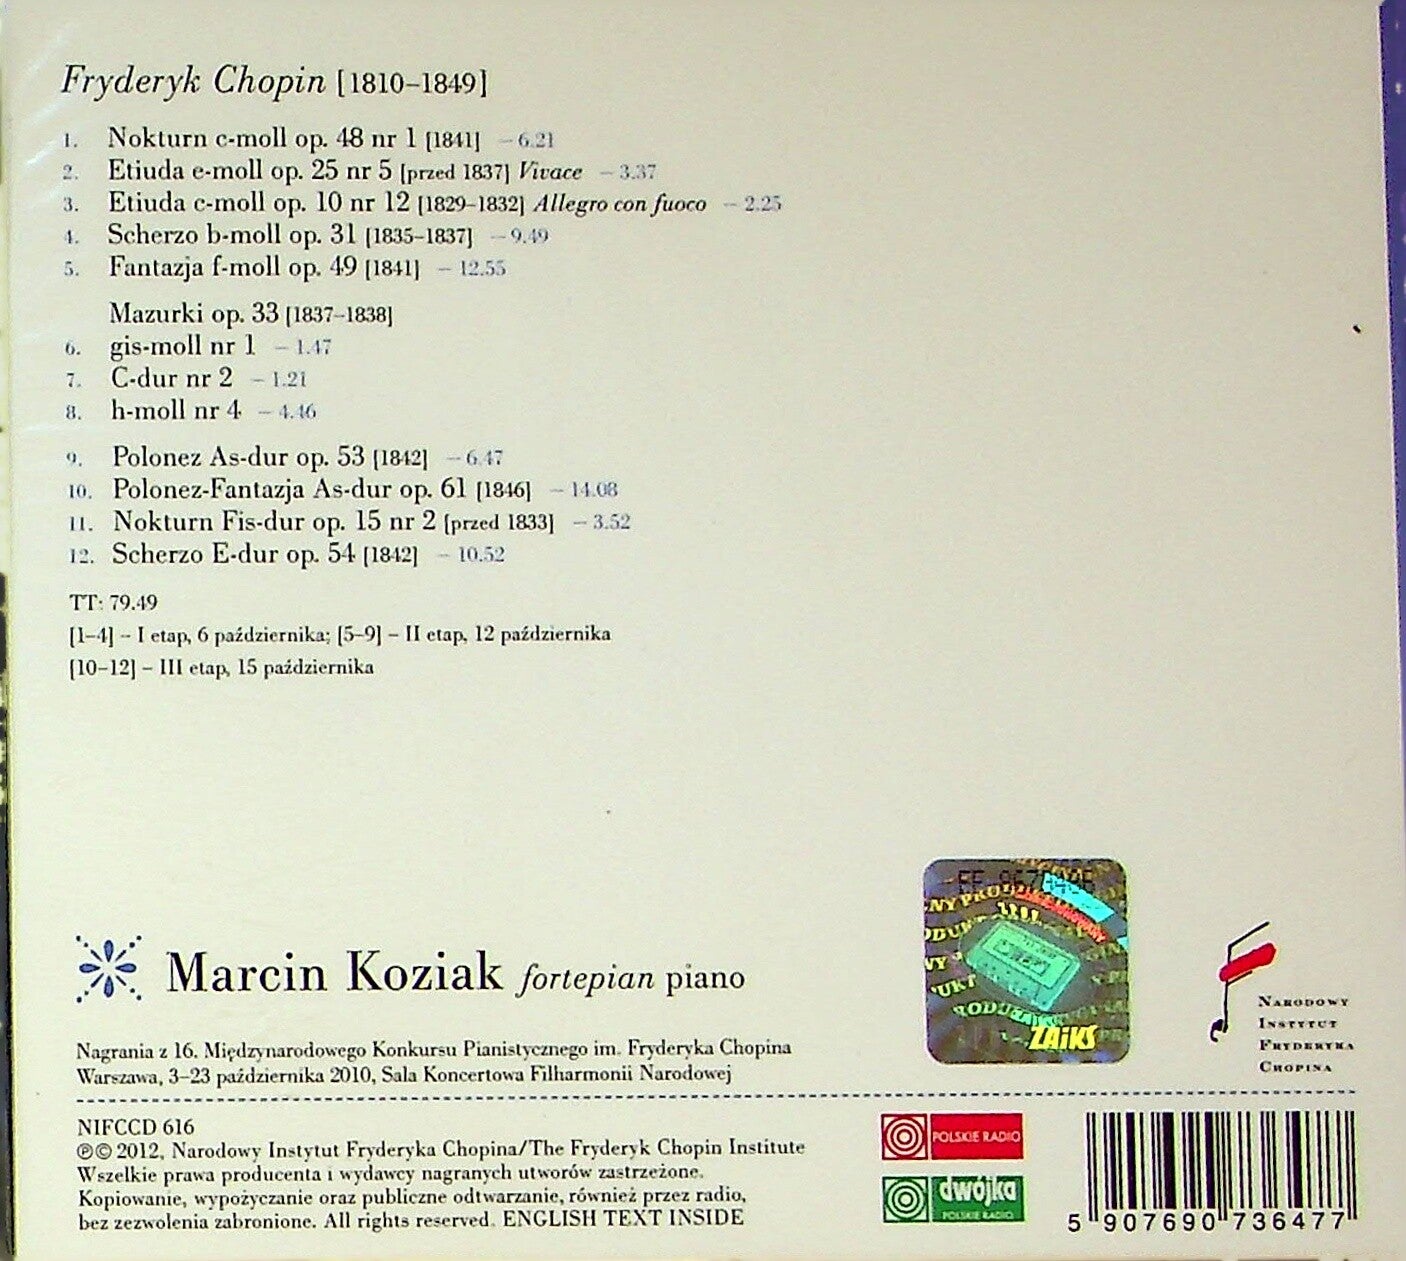 Fryderyk Chopin [1810–1849]
1. Nokturn c-moll op. 48 nr 1 [1841] – 6.21
2. Etiuda e-moll op. 25 nr 5 [przed 1837] Vivace – 3.37
3. Etiuda c-moll op. 10 nr 12 [1829–1832] Allegro con fuoco – 2.25
4. Scherzo b-moll op. 31 [1835–1837] – 9.49
5. Fantazja f-moll op. 49 [1841] – 12.55
Mazurki op. 33 [1837–1838]
6. gis-moll nr 1 – 1.47
7. C-dur nr 2 – 1.21
8. h-moll nr 4 – 4.46
9. Polonez As-dur op. 53 [1842] – 6.47
10. Polonez-Fantazja As-dur op. 61 [1846] – 14.08
11. Nokturn Fis-dur op. 15 nr 2 [przed 1833] – 3.52
12. Scherzo E-dur op. 54 [1842] – 10.52
TT: 79.49
[1–4] – I etap, 6 października; [5–9] – II etap, 12 października
[10–12] – III etap, 15 października
Marcin Koziak fortepian piano
Nagrania z 16. Międzynarodowego Konkursu Pianistycznego im. Fryderyka Chopina
Warszawa, 3–23 października 2010, Sala Koncertowa Filharmonii Narodowej
ZAiKS
Narodowy
Instytut
Fryderyka
Chopina
NIFCCD 616
℗© 2012, Narodowy Instytut Fryderyka Chopina/The Fryderyk Chopin Institute
Wszelkie prawa producenta i wydawcy nagranych utworów zastrzeżone.
Kopiowanie, wypożyczanie oraz publiczne odtwarzanie, również przez radio,
bez zezwolenia zabronione. All rights reserved. ENGLISH TEXT INSIDE
POLSKIE RADIO
dwójka
POLSKIE RADIO
5 907690 736477